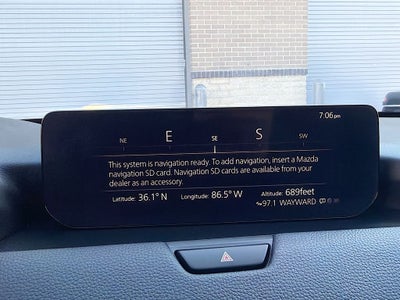 7:06pm
NE E SE S SW
This system is navigation ready. To add navigation, insert a Mazda
navigation SD card. Navigation SD cards are available from your
dealer as an accessory.
Latitude: 36.1° N Longitude: 86.5° W Altitude: 689feet
97.1 WAYWARD